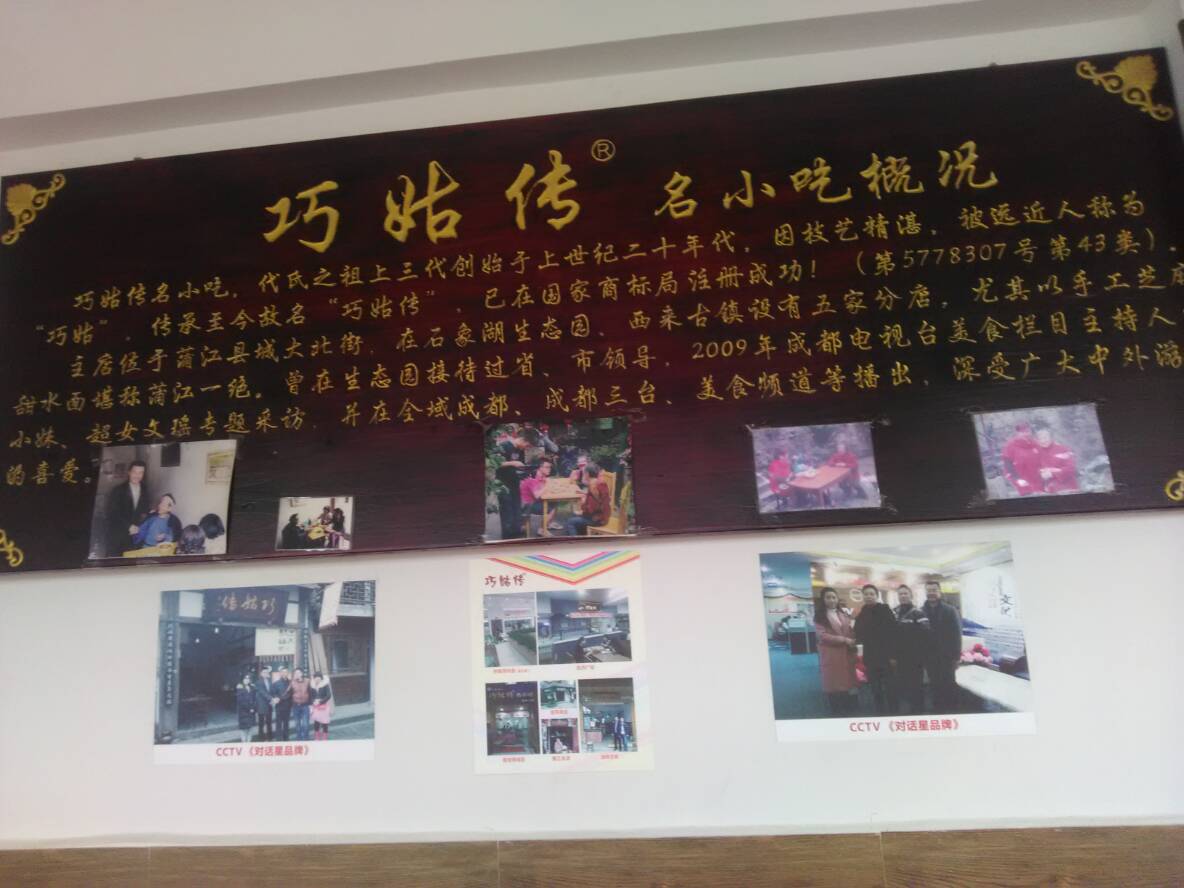 巧姑传® 名小吃概况
巧姑传名小吃，代氏之祖上三代创始于上世纪二十年代，因技艺精湛，被远近人称为
“巧姑”，传承至今故名“巧姑传”，已在国家商标局注册成功！（第5778307号第43类）。
主店位于蒲江县城大北街，在石象湖生态园、西来古镇设有五家分店，尤其以手工芝麻
甜水面堪称蒲江一绝。曾在生态园接待过省、市领导，2009年成都电视台美食栏目主持人
小妹、超女文瑶专题采访，并在全域成都、成都三台、美食频道等播出，深受广大中外游
的喜爱。
巧姑传
巧姑传
CCTV《对话星品牌》
CCTV《对话星品牌》